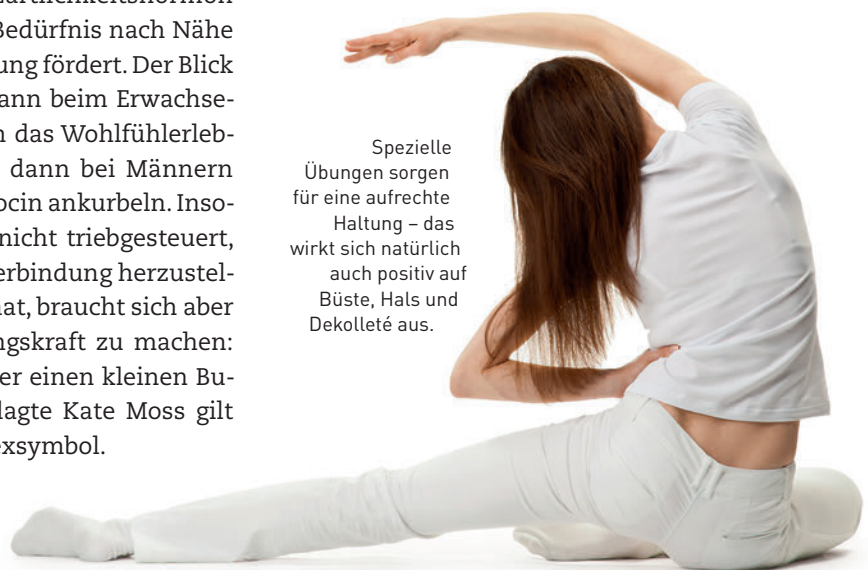 Bedürfnis nach Nähe
ung fördert. Der Blick
ann beim Erwachse-
n das Wohlfühlerleb-
dann bei Männern
ocin ankurbeln. Inso-
nicht triebgesteuert,
erbindung herzustel-
nat, braucht sich aber
ngskraft zu machen:
er einen kleinen Bu-
lagte Kate Moss gilt
exsymbol.
Spezielle
Übungen sorgen
für eine aufrechte
Haltung – das
wirkt sich natürlich
auch positiv auf
Büste, Hals und
Dekolleté aus.